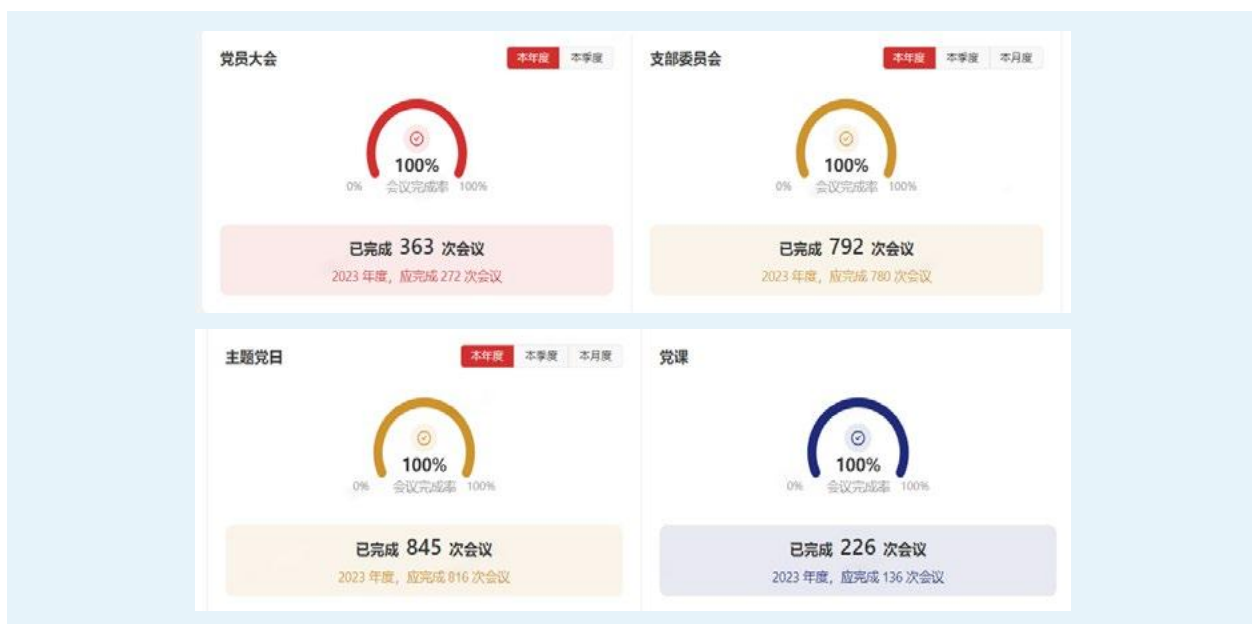 党员大会 本年度 本季度
100%
0% 会议完成率 100%
已完成 363 次会议
2023 年度，应完成 272 次会议
支部委员会 本年度 本季度 本月度
100%
0% 会议完成率 100%
已完成 792 次会议
2023 年度，应完成 780 次会议
主题党日 本年度 本季度 本月度
100%
0% 会议完成率 100%
已完成 845 次会议
2023 年度，应完成 816 次会议
党课
100%
0% 会议完成率 100%
已完成 226 次会议
2023 年度，应完成 136 次会议